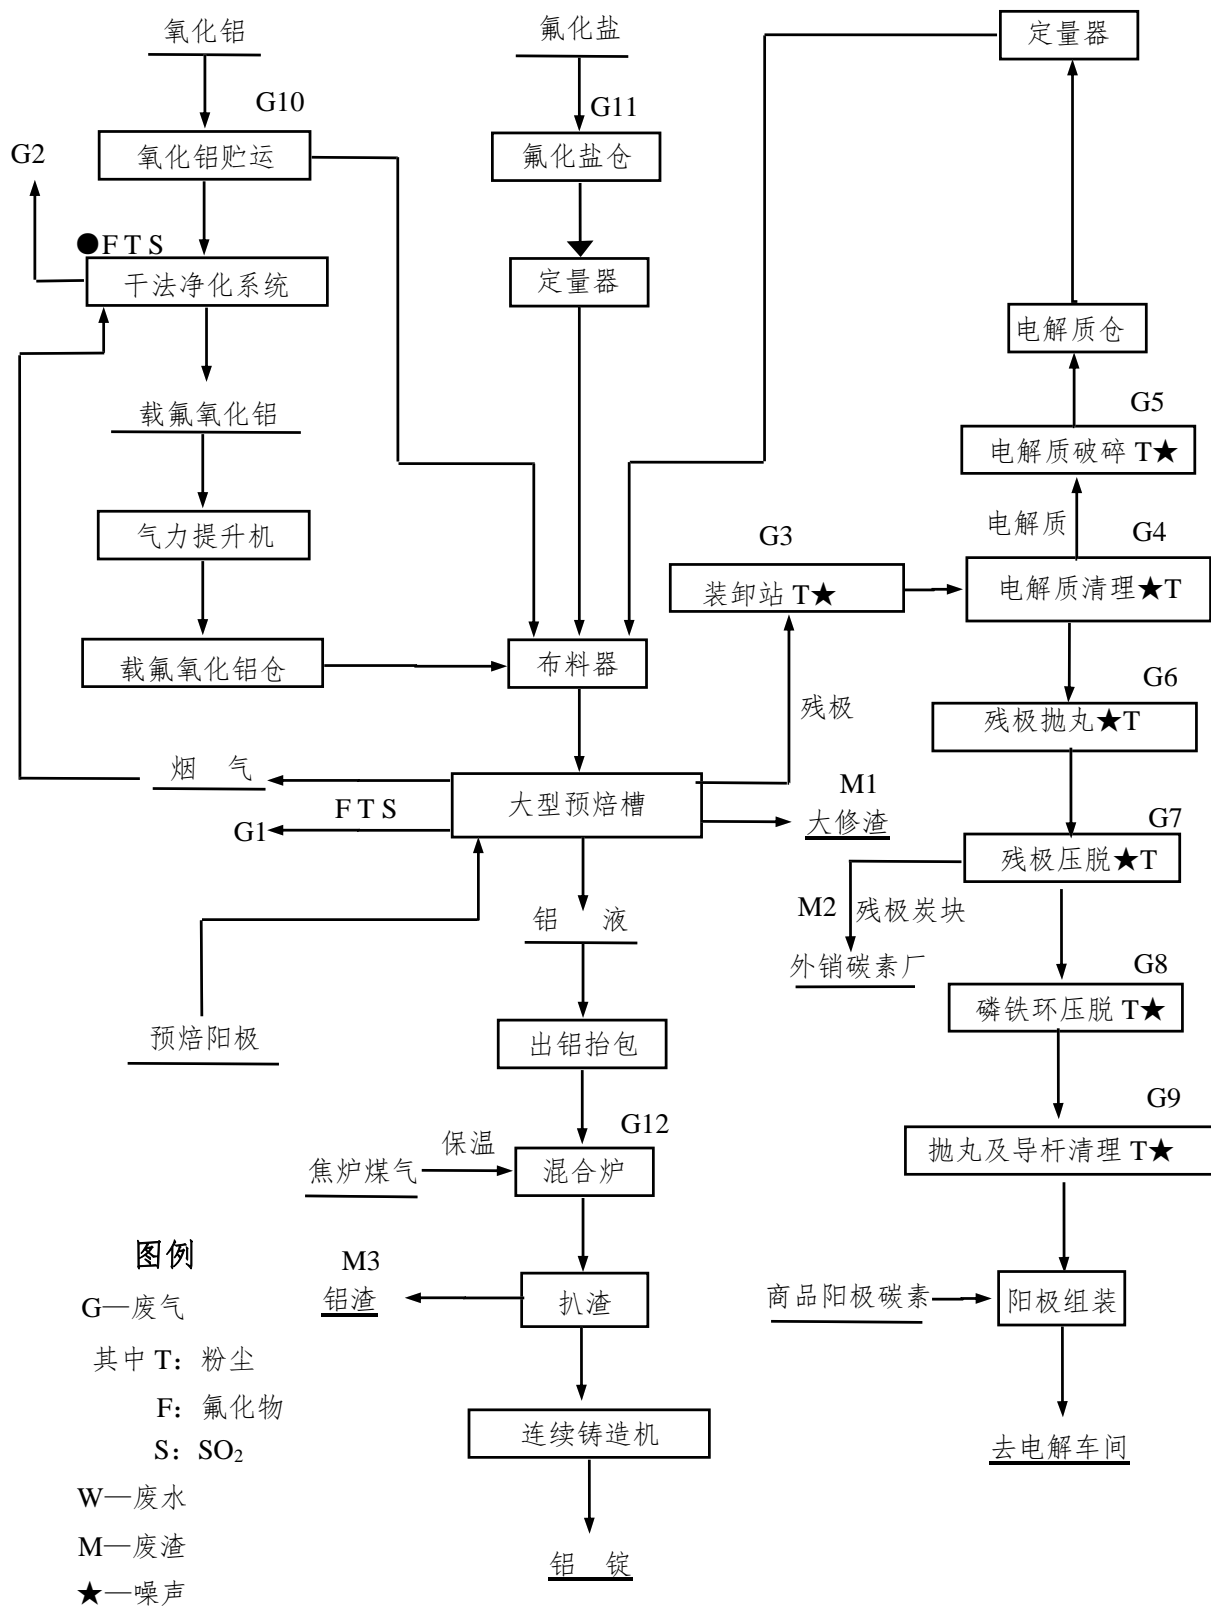 氧化铝
氟化盐
定量器
G10
G11
G2
氧化铝贮运
氟化盐仓
●F T S
干法净化系统
定量器
电解质仓
载氟氧化铝
G5
电解质破碎 T★
气力提升机
电解质
G3
G4
装卸站 T★
电解质清理★T
载氟氧化铝仓
布料器
残极
G6
残极抛丸★T
烟 气
大型预焙槽
F T S
G1
M1
大修渣
G7
残极压脱★T
M2
残极炭块
铝 液
外销碳素厂
G8
磷铁环压脱 T★
预焙阳极
出铝抬包
G9
G12
保温
焦炉煤气
混合炉
抛丸及导杆清理 T★
图例
M3
铝渣
扒渣
商品阳极碳素
阳极组装
G—废气
其中 T：粉尘
F：氟化物
S：SO₂
连续铸造机
去电解车间
W—废水
M—废渣
铝 锭
★—噪声